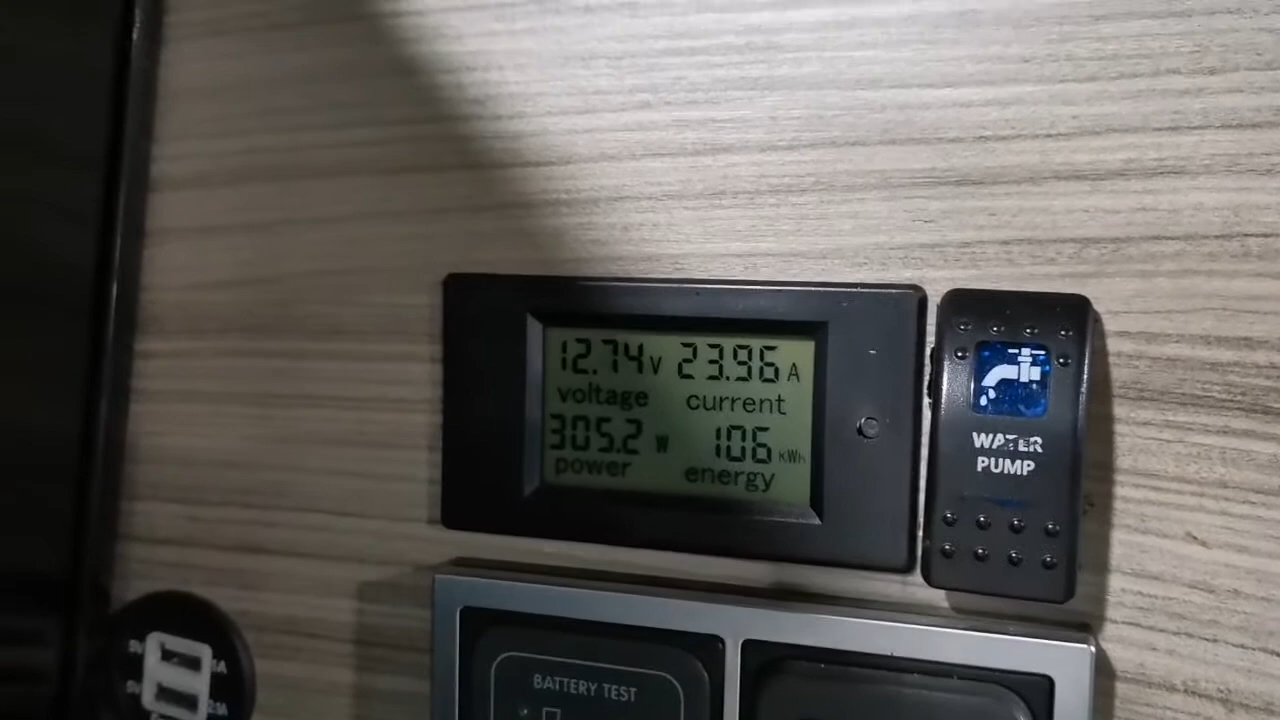 12.74 V 23.96 A
voltage current
305.2 W 106 KWh
power energy
WATER
PUMP
BATTERY TEST